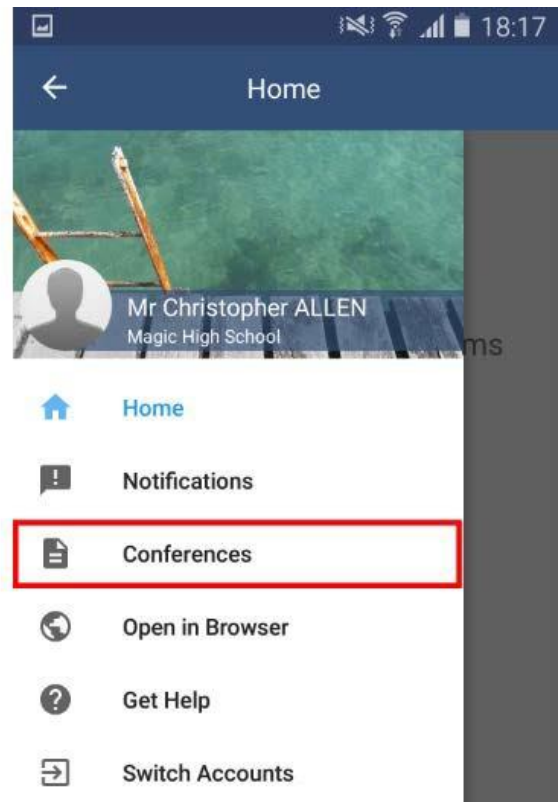 18:17
Home
Mr Christopher ALLEN
Magic High School
ms
Home
Notifications
Conferences
Open in Browser
Get Help
Switch Accounts